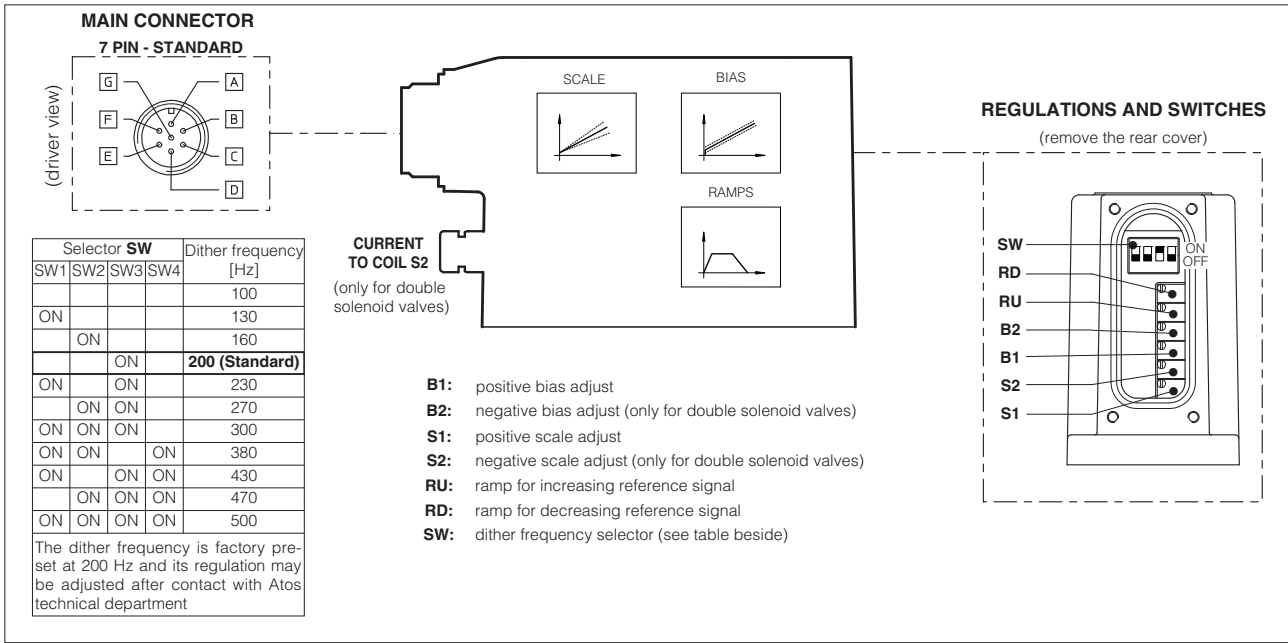 MAIN CONNECTOR
7 PIN - STANDARD
(driver view)
G
A
F
B
E
C
D
SCALE
BIAS
RAMPS
CURRENT
TO COIL S2
(only for double
solenoid valves)
REGULATIONS AND SWITCHES
(remove the rear cover)
SW
RD
RU
B2
B1
S2
S1
ON
OFF
Selector SW Dither frequency
SW1 SW2 SW3 SW4 [Hz]
100
ON 130
ON 160
ON 200 (Standard)
ON ON 230
ON ON 270
ON ON ON 300
ON ON ON 380
ON ON ON 430
ON ON ON 470
ON ON ON ON 500
The dither frequency is factory pre-
set at 200 Hz and its regulation may
be adjusted after contact with Atos
technical department
B1: positive bias adjust
B2: negative bias adjust (only for double solenoid valves)
S1: positive scale adjust
S2: negative scale adjust (only for double solenoid valves)
RU: ramp for increasing reference signal
RD: ramp for decreasing reference signal
SW: dither frequency selector (see table beside)